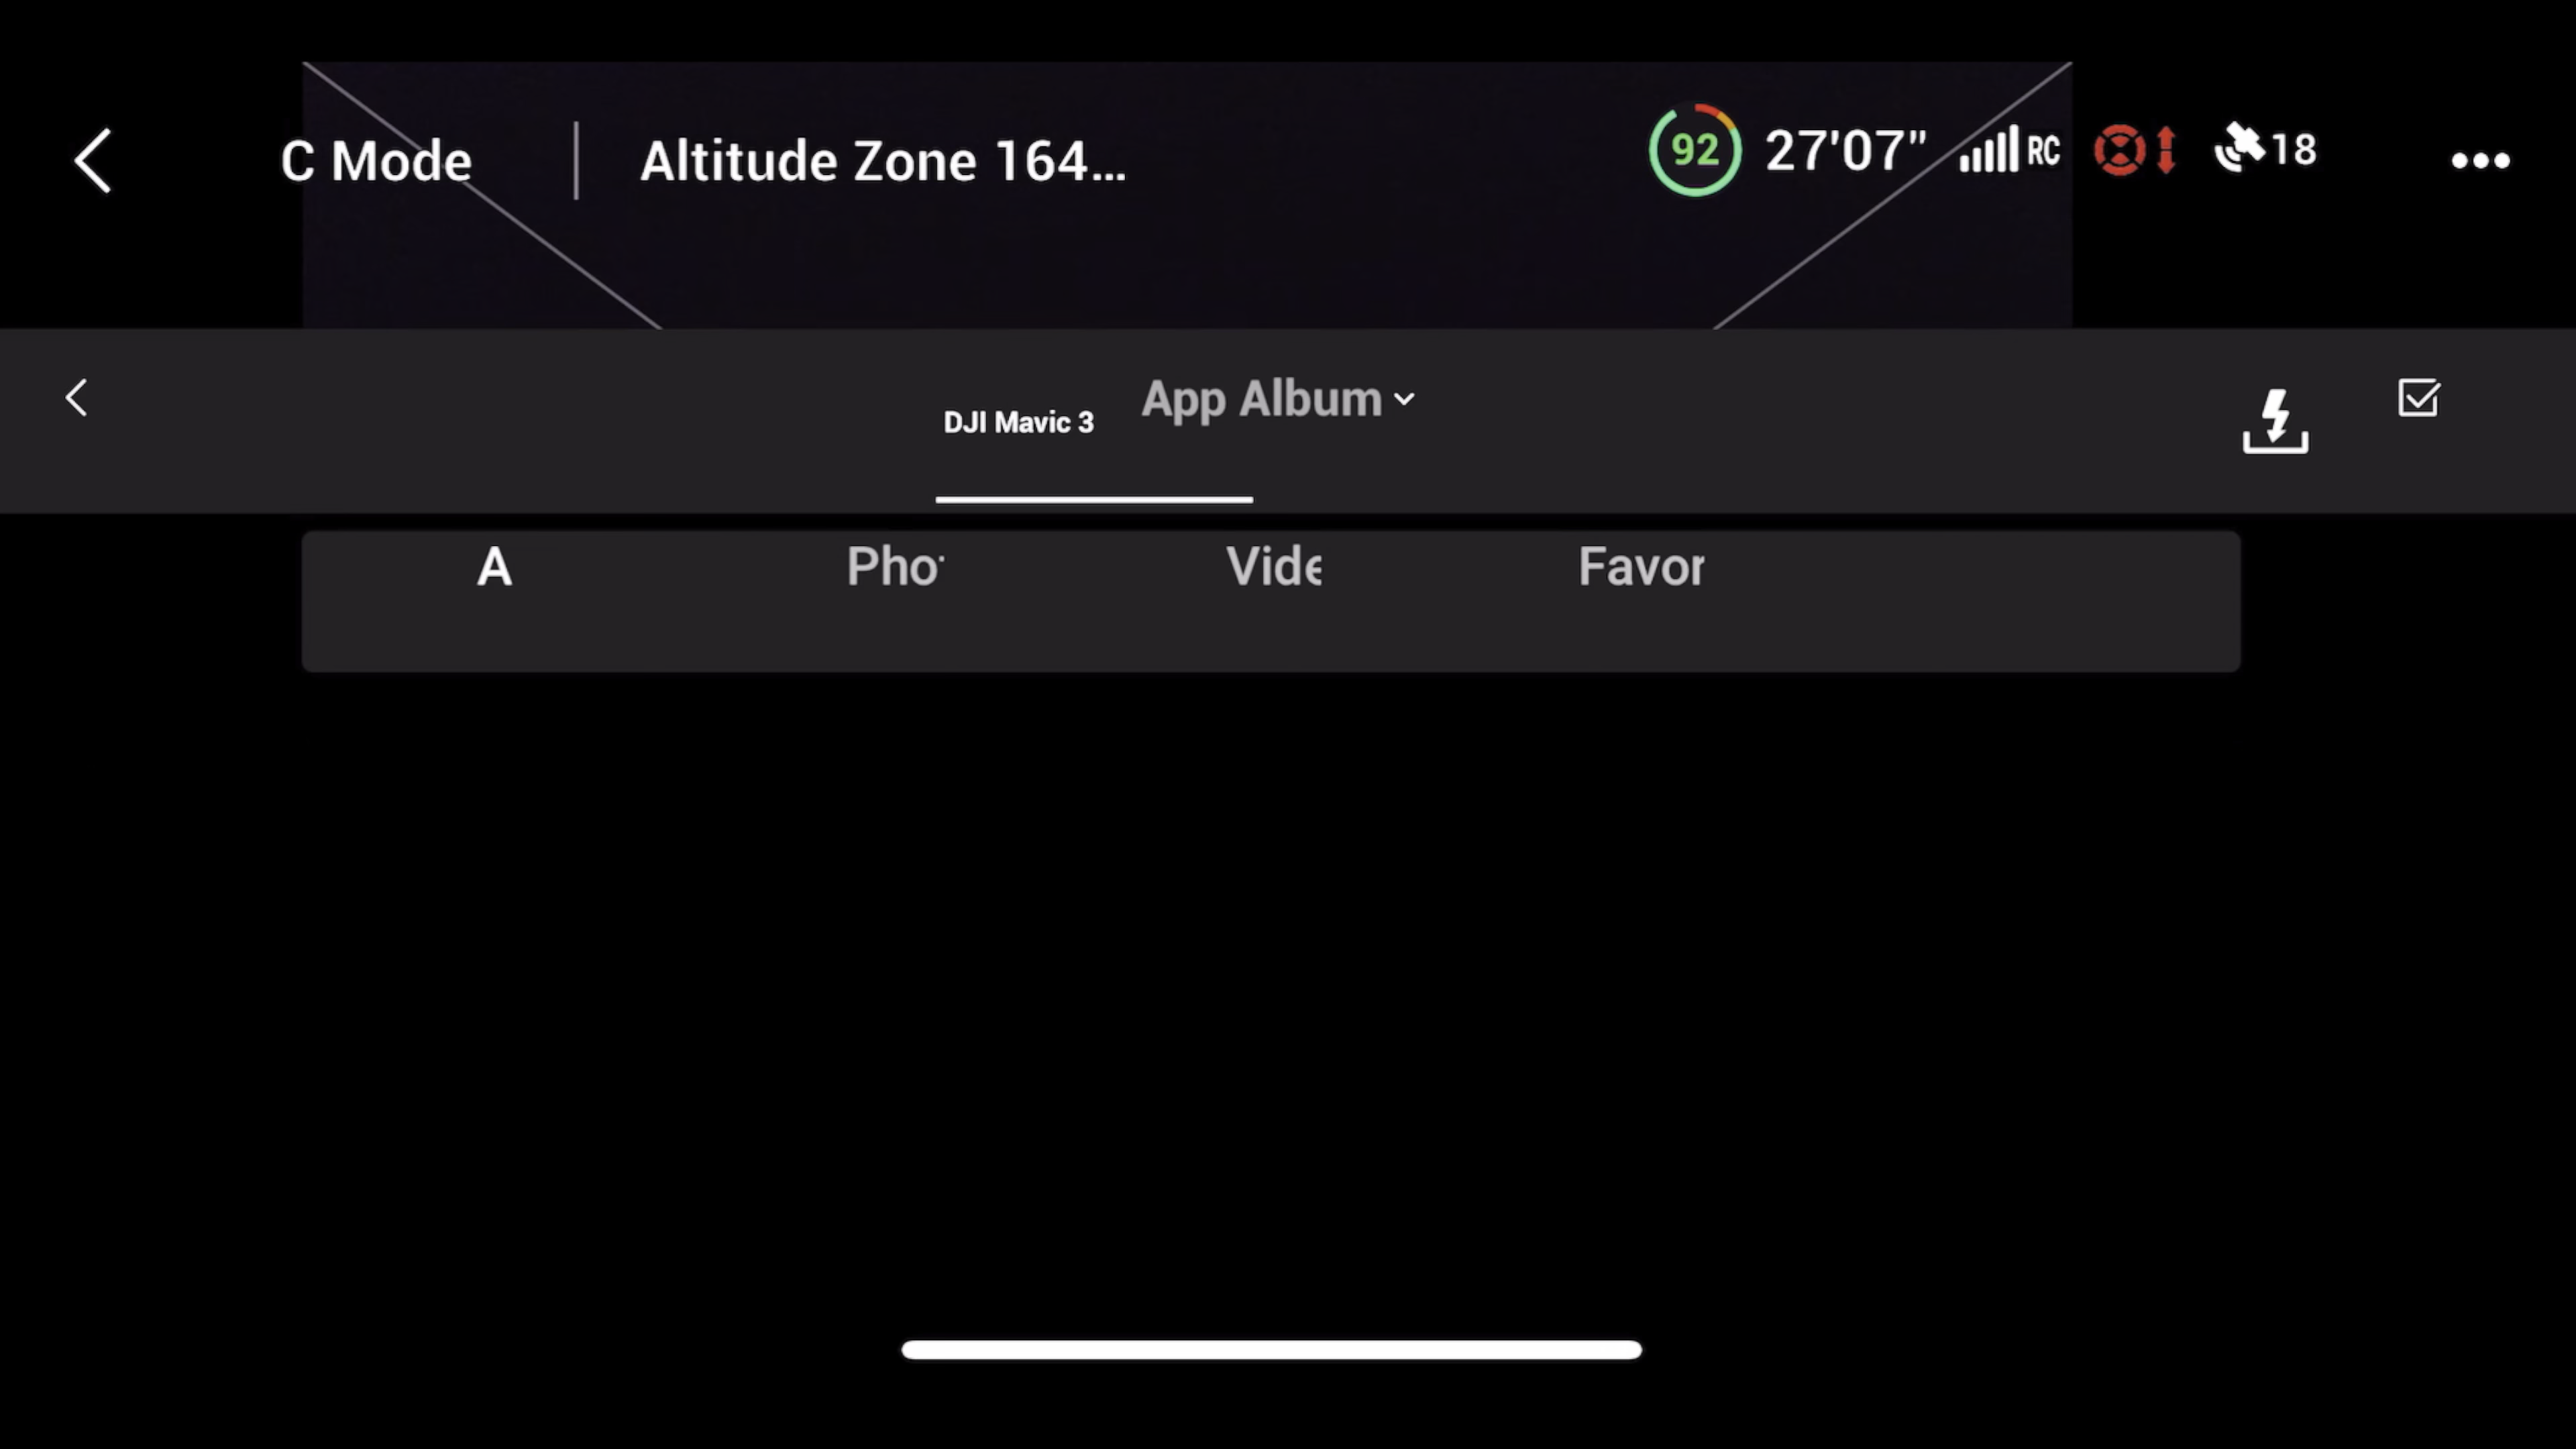 C Mode
Altitude Zone 164...
92
27'07"
RC
18
DJI Mavic 3
App Album
A
Pho
Vide
Favor